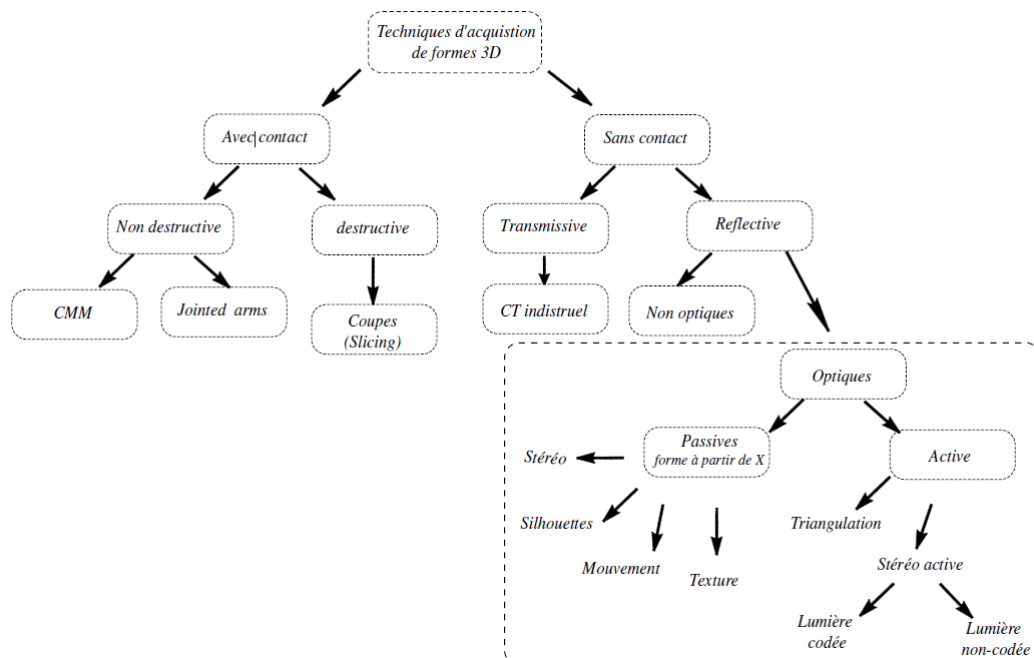 Techniques d'acquistion
de formes 3D
Avec contact
Sans contact
Non destructive
destructive
Transmissive
Reflective
CMM
Jointed arms
Coupes
(Slicing)
CT indistruel
Non optiques
Optiques
Passives
forme à partir de X
Active
Stéréo
Silhouettes
Mouvement
Texture
Triangulation
Stéréo active
Lumière
codée
Lumière
non-codée